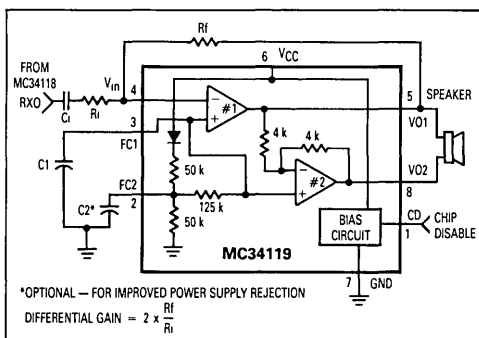 Rf
6 VCC
FROM
MC34118
RXO
Ci
Ri
Vin
4
#1
5
SPEAKER
VO1
3
FC1
C1
4 k
4 k
50 k
#2
VO2
8
FC2
2
C2*
125 k
50 k
BIAS
CIRCUIT
CD
1
CHIP
DISABLE
MC34119
7
GND
*OPTIONAL — FOR IMPROVED POWER SUPPLY REJECTION
DIFFERENTIAL GAIN = 2 x Rf
Ri